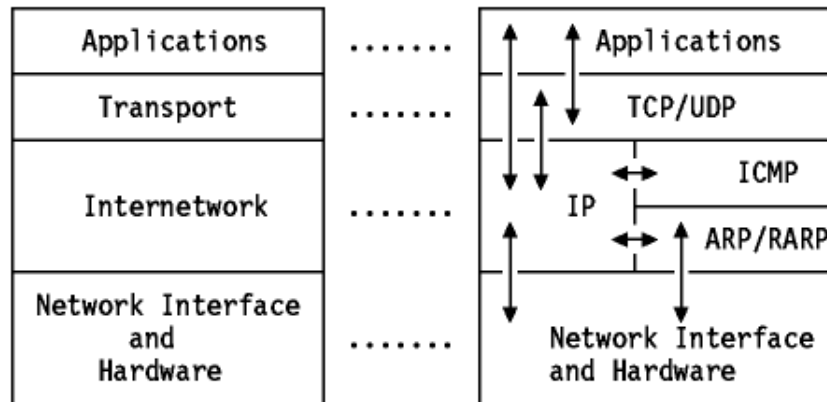 Applications
Transport
Internetwork
Network Interface
and
Hardware
Applications
TCP/UDP
ICMP
IP
ARP/RARP
Network Interface
and Hardware